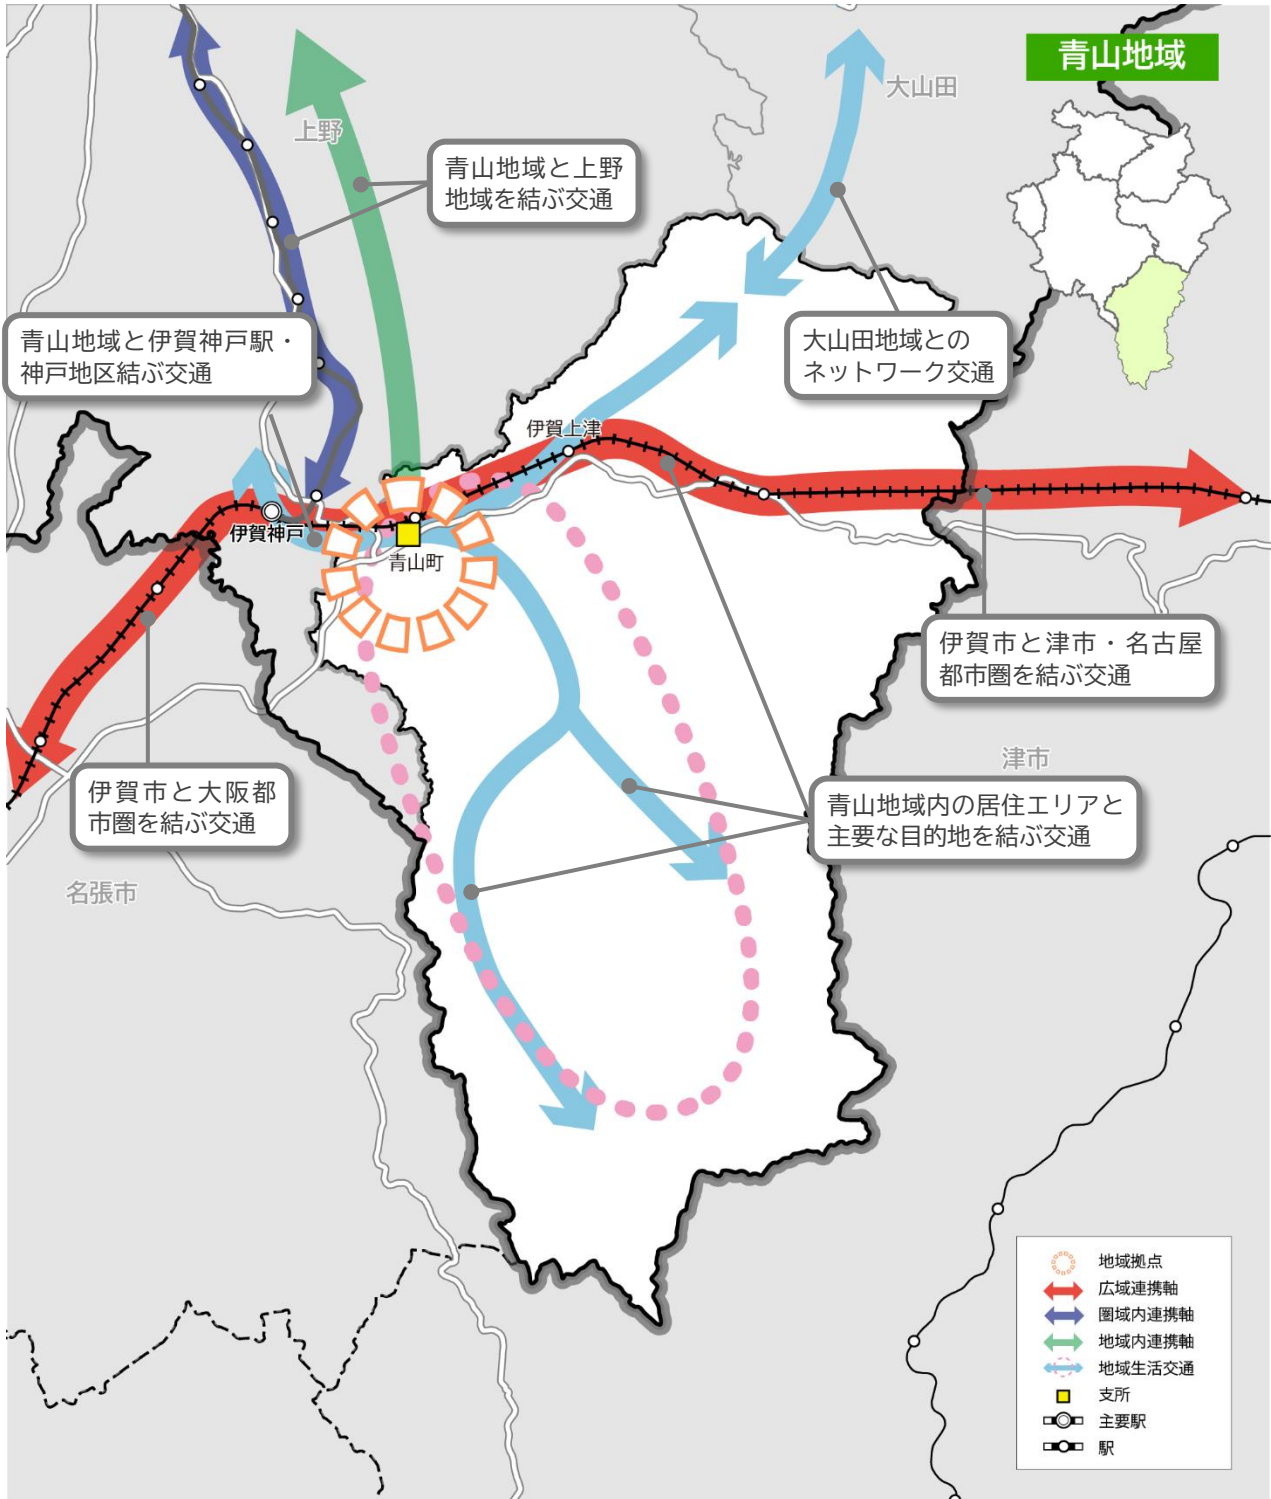 青山地域
大山田
上野
青山地域と上野
地域を結ぶ交通
青山地域と伊賀神戸駅・
神戸地区結ぶ交通
大山田地域との
ネットワーク交通
伊賀上津
伊賀神戸
青山町
伊賀市と津市・名古屋
都市圏を結ぶ交通
津市
伊賀市と大阪都
市圏を結ぶ交通
青山地域内の居住エリアと
主要な目的地を結ぶ交通
名張市
地域拠点
広域連携軸
圏域内連携軸
地域内連携軸
地域生活交通
支所
主要駅
駅